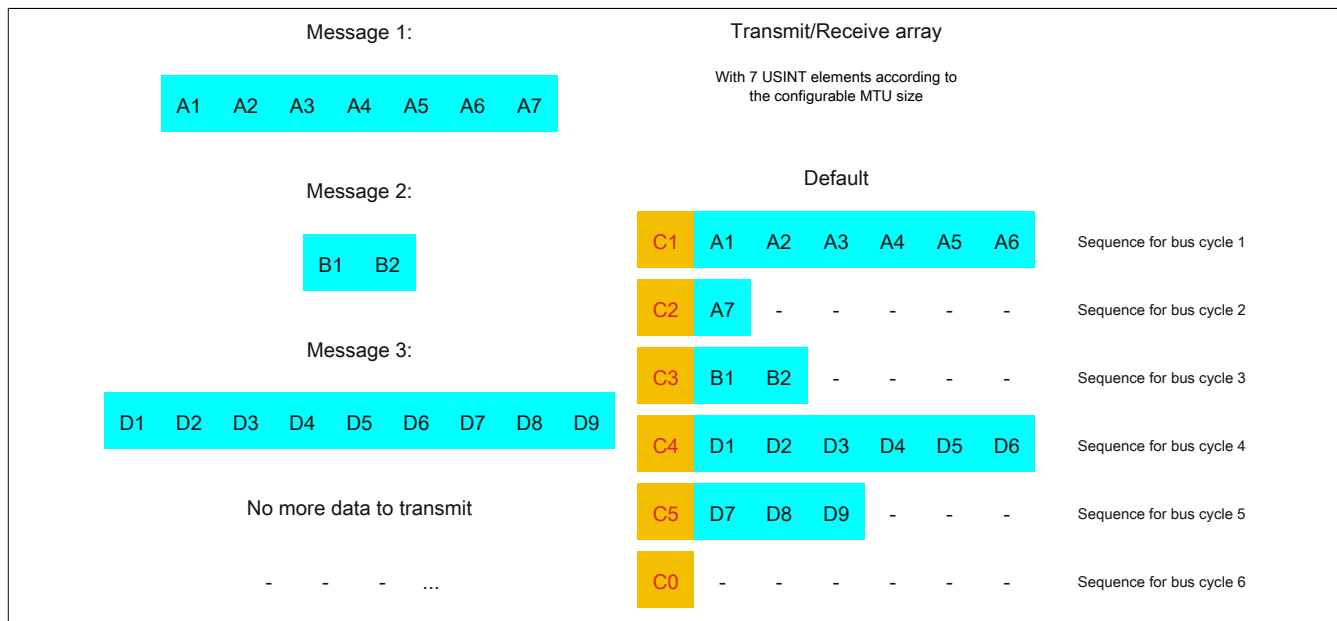 Message 1:
A1 A2 A3 A4 A5 A6 A7
Message 2:
B1 B2
Message 3:
D1 D2 D3 D4 D5 D6 D7 D8 D9
No more data to transmit
- - - ...
Transmit/Receive array
With 7 USINT elements according to
the configurable MTU size
Default
C1 A1 A2 A3 A4 A5 A6 Sequence for bus cycle 1
C2 A7 - - - - - Sequence for bus cycle 2
C3 B1 B2 - - - - Sequence for bus cycle 3
C4 D1 D2 D3 D4 D5 D6 Sequence for bus cycle 4
C5 D7 D8 D9 - - - Sequence for bus cycle 5
C0 - - - - - - Sequence for bus cycle 6